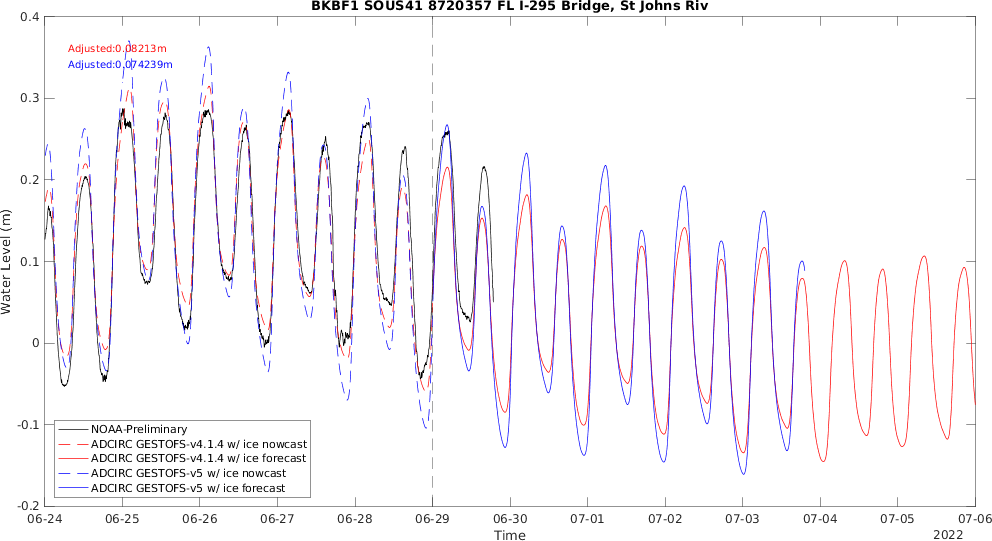 BKBF1 SOUS41 8720357 FL I-295 Bridge, St Johns Riv
Adjusted:0.08213m
Adjusted:0.074239m
Water Level (m)
0.4
0.3
0.2
0.1
0
-0.1
-0.2
NOAA-Preliminary
ADCIRC GESTOFS-v4.1.4 w/ ice nowcast
ADCIRC GESTOFS-v4.1.4 w/ ice forecast
ADCIRC GESTOFS-v5 w/ ice nowcast
ADCIRC GESTOFS-v5 w/ ice forecast
06-24 06-25 06-26 06-27 06-28 06-29 06-30 07-01 07-02 07-03 07-04 07-05 07-06
Time
2022